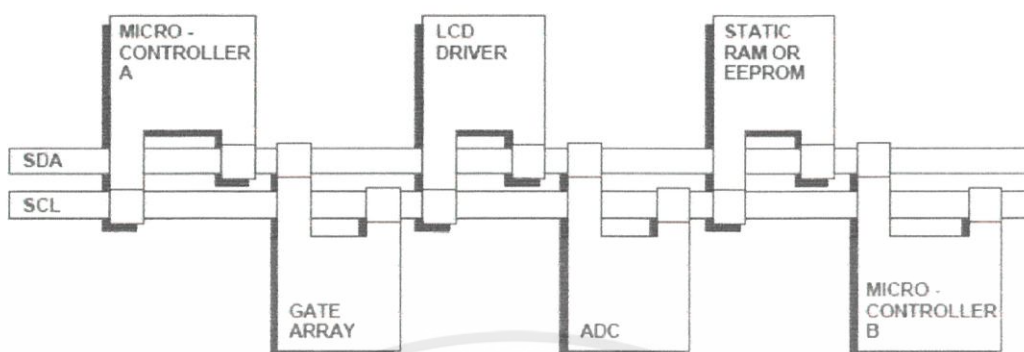 MICRO -
CONTROLLER
A
LCD
DRIVER
STATIC
RAM OR
EEPROM
SDA
SCL
GATE
ARRAY
ADC
MICRO -
CONTROLLER
B